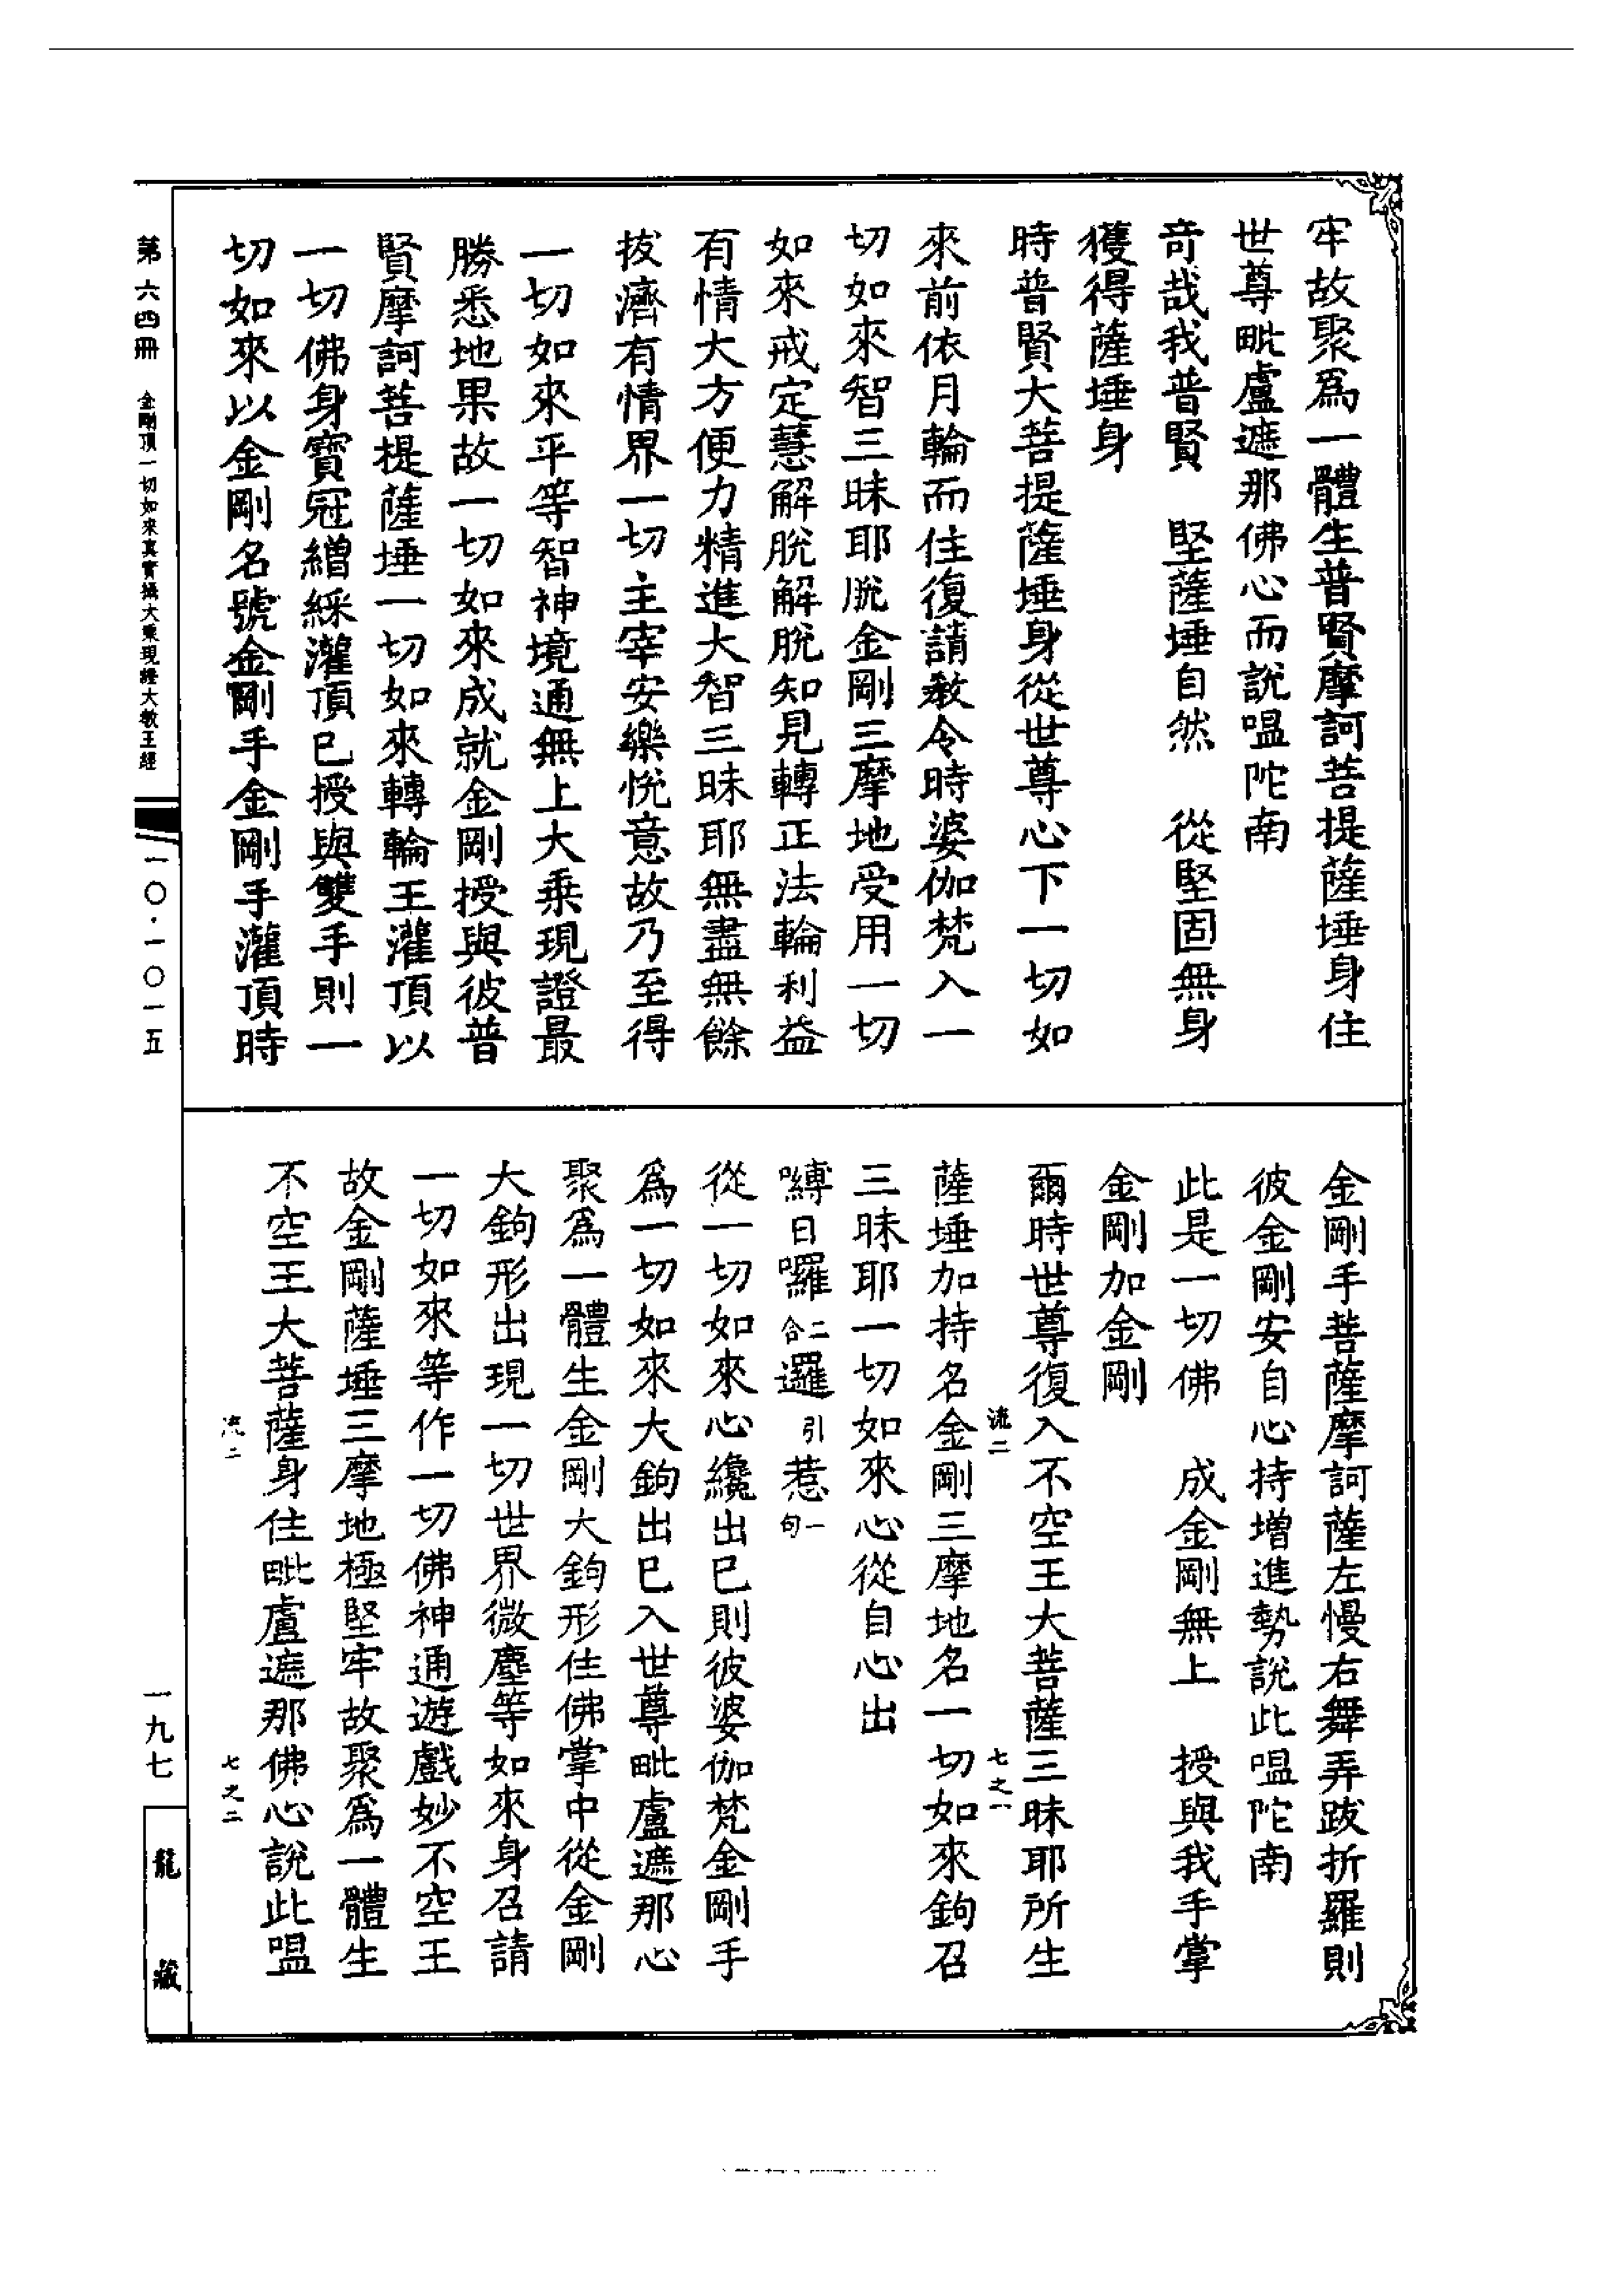 牢故聚爲一體生普賢摩訶菩提薩埵身住
世尊毗盧遮那佛心而說嗢陀南
奇哉我普賢　堅薩埵自然　從堅固無身
獲得薩埵身
時普賢大菩提薩埵身從世尊心下一切如
來前依月輪而住復請教令時婆伽梵入一
切如來智三昧耶脫金剛三摩地受用一切
如來戒定慧解脫解脫知見轉正法輪利益
有情大方便力精進大智三昧耶無盡無餘
拔濟有情界一切主宰安樂悅意故乃至得
一切如來平等智神境通無上大乘現證最
勝悉地果故一切如來成就金剛授與彼普
賢摩訶菩提薩埵一切如來轉輪王灌頂以
一切佛身寶冠繒綵灌頂已授與雙手則一
切如來以金剛名號金剛手金剛手灌頂時
金剛手菩薩摩訶薩左慢右舞弄跋折羅則
彼金剛安自心持增進勢說此嗢陀南
此是一切佛　成金剛無上　授與我手掌
金剛加金剛
爾時世尊復入不空王大菩薩三昧耶所生
流二　七之一
薩埵加持名金剛三摩地名一切如來鉤召
三昧耶一切如來心從自心出
嚩日囉二合邏引惹一句
從一切如來心纔出已則彼婆伽梵金剛手
爲一切如來大鉤出已入世尊毗盧遮那心
聚爲一體生金剛大鉤形住佛掌中從金剛
大鉤形出現一切世界微塵等如來身召請
一切如來等作一切佛神通遊戲妙不空王
故金剛薩埵三摩地極堅牢故聚爲一體生
不空王大菩薩身住毗盧遮那佛心說此嗢
流二　七之二
第六四冊　金剛頂一切如來真實攝大乘現證大教王經
一〇·一〇一五
一九七
龍藏